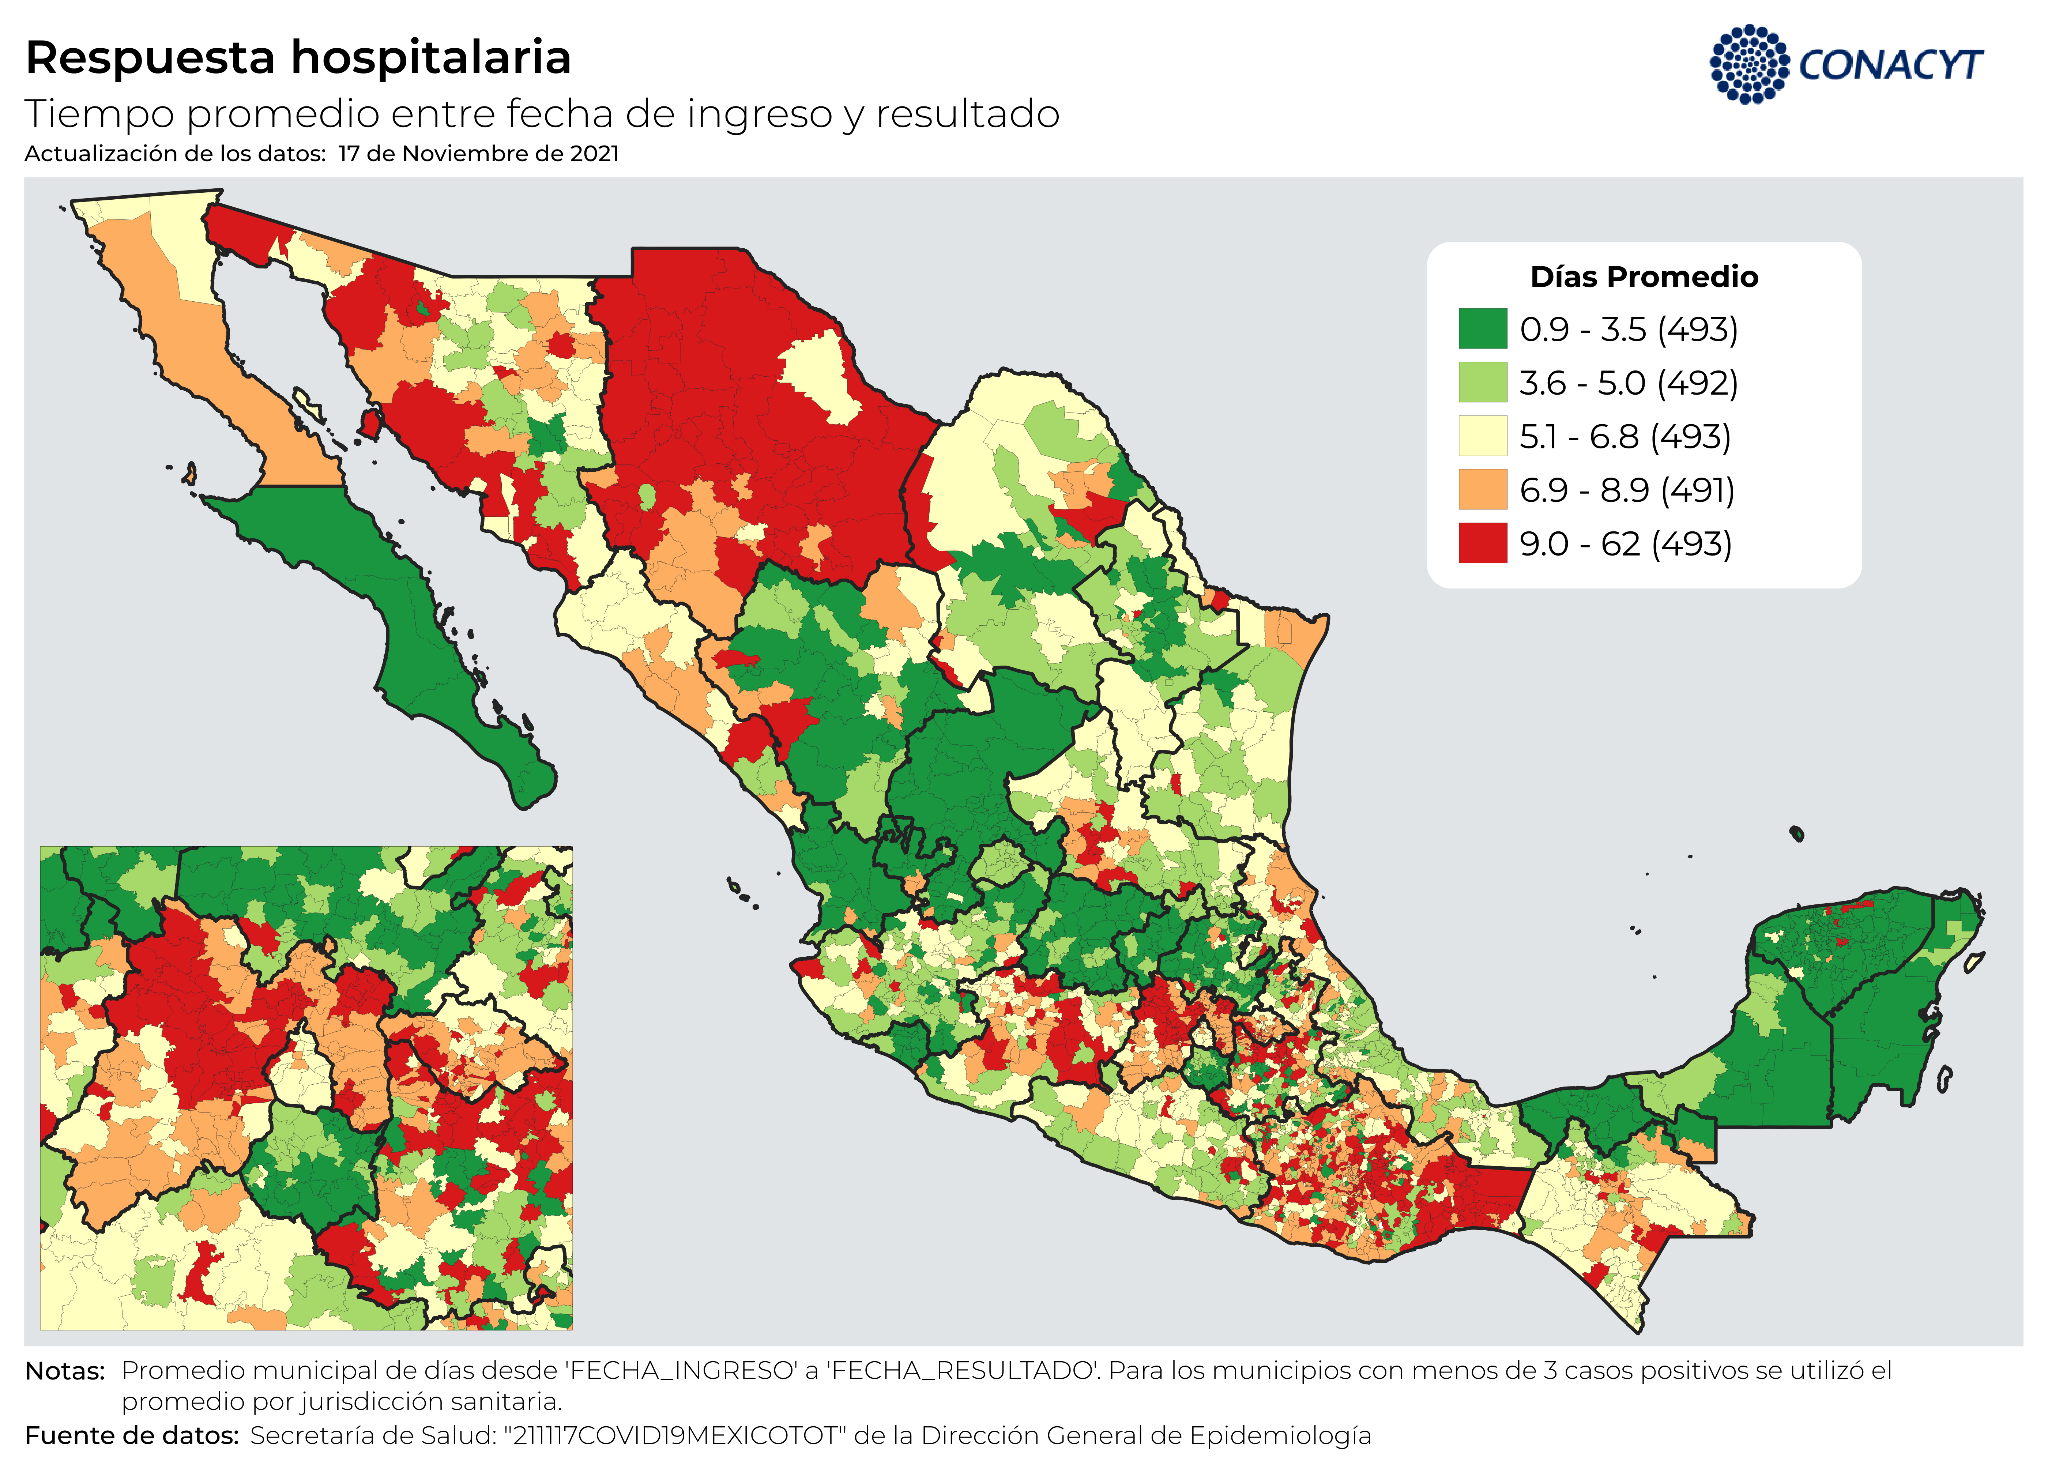 Respuesta hospitalaria
CONACYT
Tiempo promedio entre fecha de ingreso y resultado
Actualización de los datos: 17 de Noviembre de 2021
Días Promedio
0.9 - 3.5 (493)
3.6 - 5.0 (492)
5.1 - 6.8 (493)
6.9 - 8.9 (491)
9.0 - 62 (493)
Notas: Promedio municipal de días desde 'FECHA_INGRESO' a 'FECHA_RESULTADO'. Para los municipios con menos de 3 casos positivos se utilizó el
promedio por jurisdicción sanitaria.
Fuente de datos: Secretaría de Salud: "211117COVID19MEXICOTOT" de la Dirección General de Epidemiología